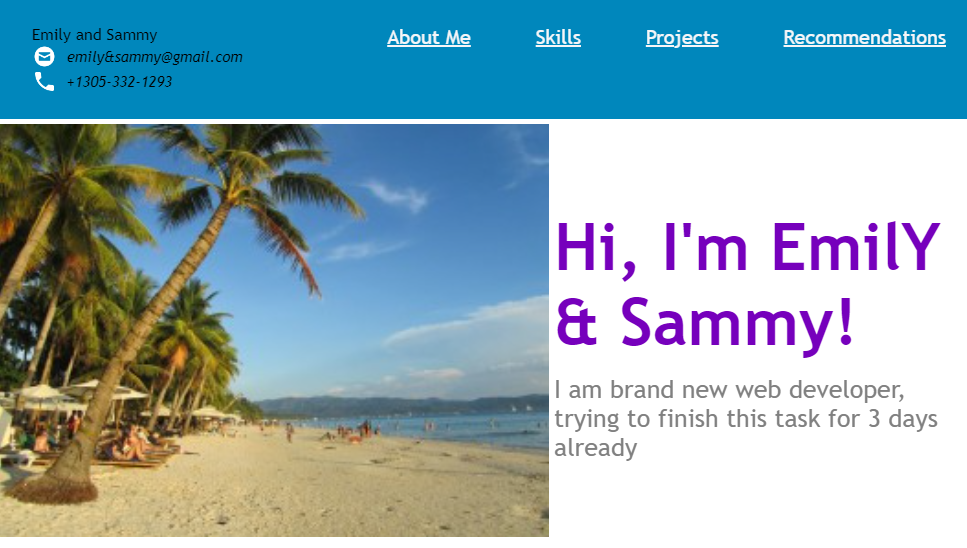 Emily and Sammy
emily&sammy@gmail.com
+1305-332-1293
About Me
Skills
Projects
Recommendations
Hi, I'm EmilY
& Sammy!
I am brand new web developer,
trying to finish this task for 3 days
already